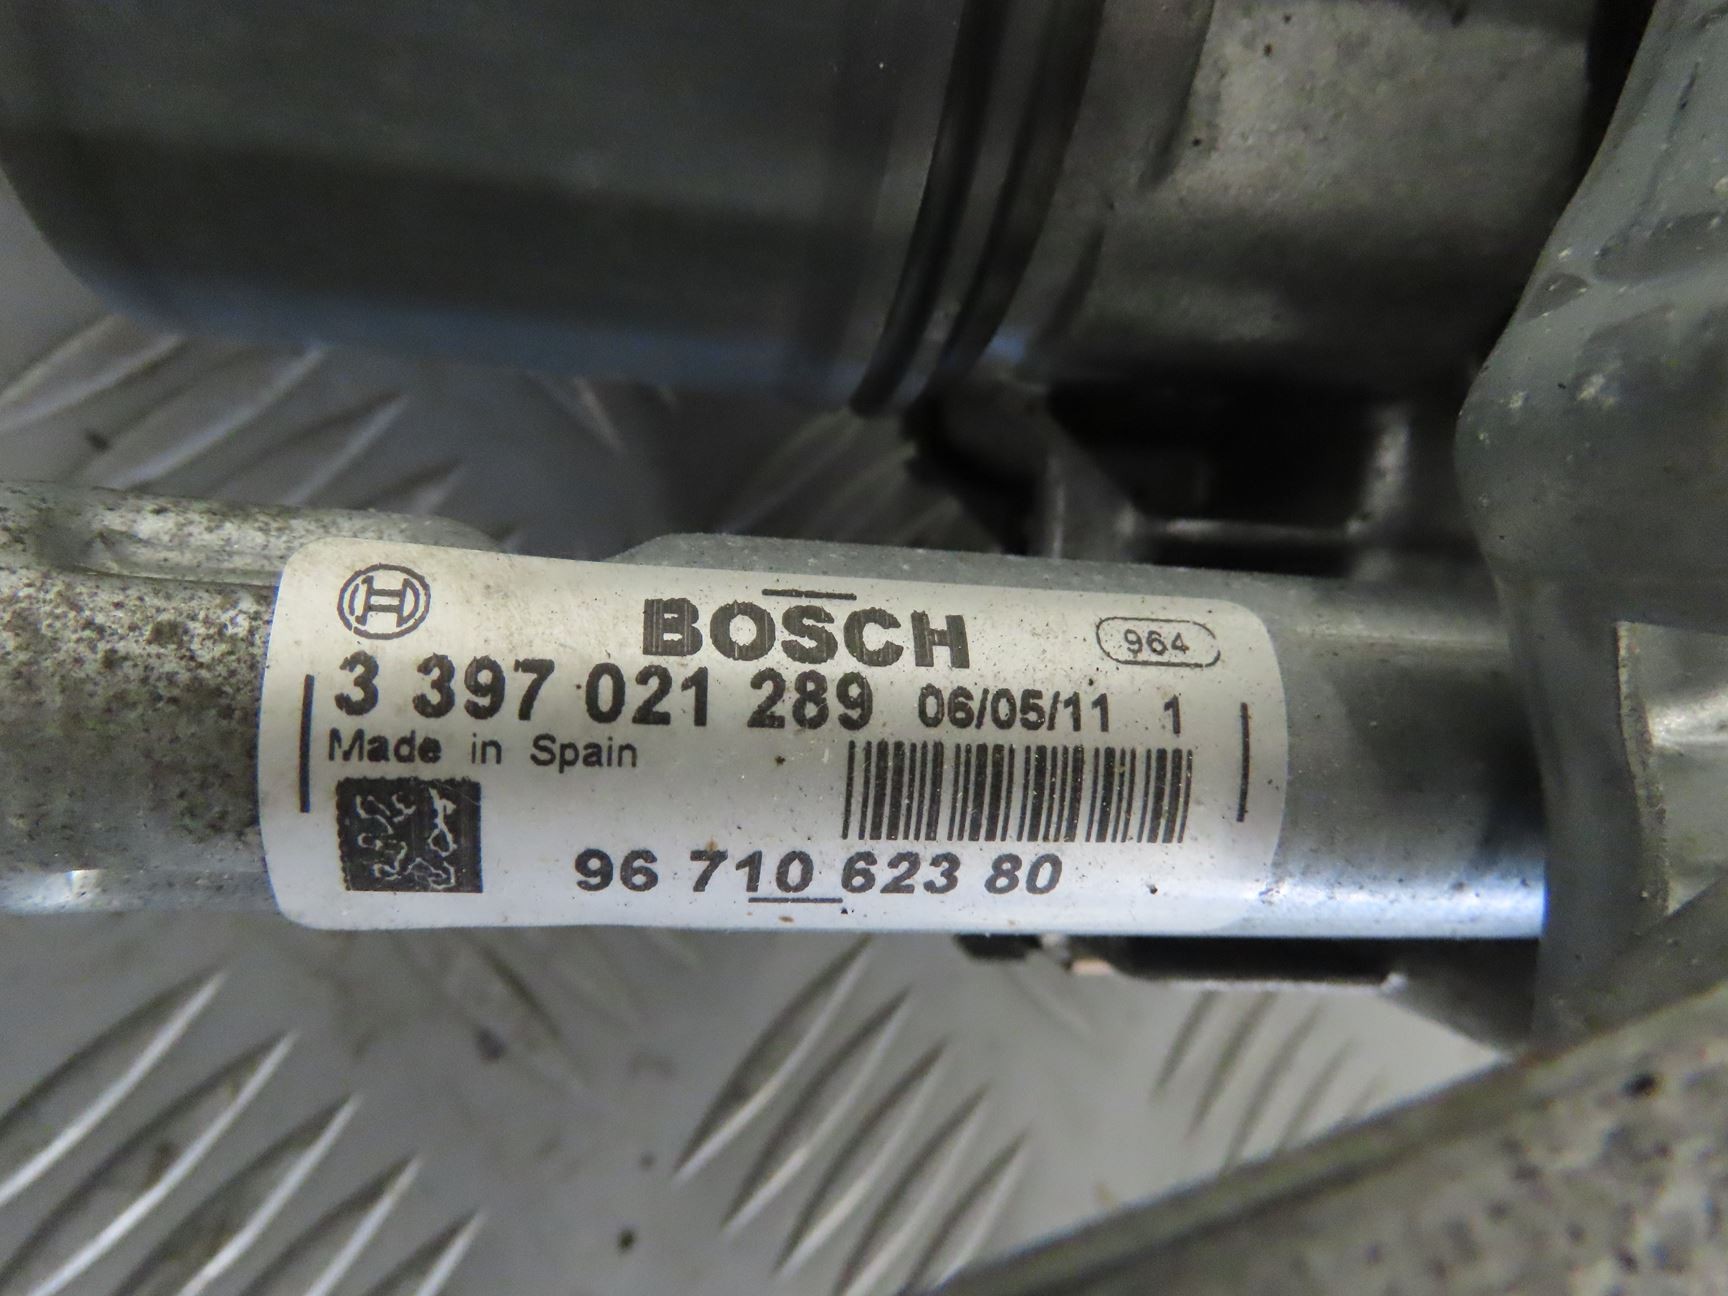 BOSCH 964
3 397 021 289 06/05/11 1
Made in Spain
96 710 623 80